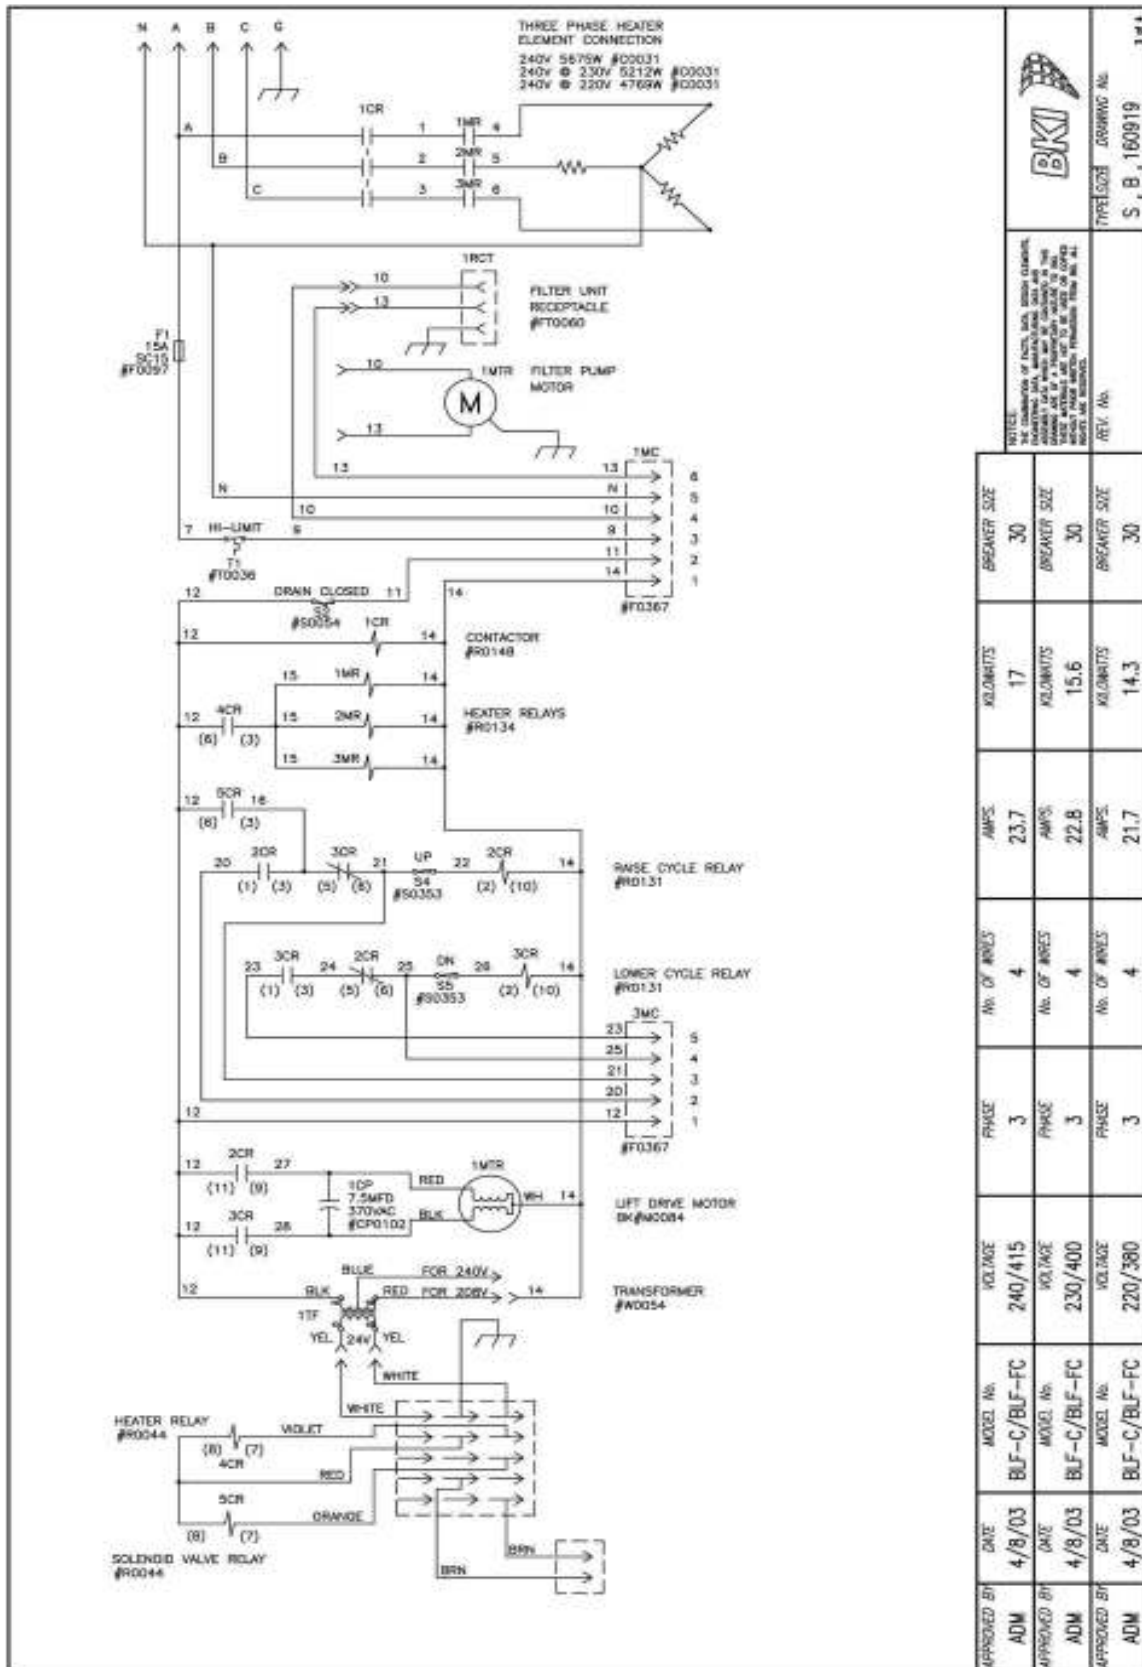 N A B C G
THREE PHASE HEATER
ELEMENT CONNECTION
240V 5675W #C0031
240V @ 230V 5212W #C0031
240V @ 220V 4769W #C0031
1CR
A 1 1MR 4
B 2 2MR 5
C 3 3MR 6
1RCT
10
13
FILTER UNIT
RECEPTACLE
#FT0060
F1
15A
SC15
#F0097
10
1MTR FILTER PUMP
MOTOR
M
13
1MC
13 13 6
N N 5
10 10 4
7 HI-LIMIT 9 9 3
T1
#T0036
11 2
14 1
#F0367
12 DRAIN CLOSED 11 14
#S0054
12 1CR 14
CONTACTOR
#R0148
15 1MR 14
12 4CR 15 2MR 14
(6) (3)
HEATER RELAYS
#R0134
15 3MR 14
12 5CR 16
(6) (3)
20 2CR 3CR 21 UP 22 2CR 14
(1) (3) (5) (6) S4 (2) (10)
#S0353
RAISE CYCLE RELAY
#R0131
23 3CR 24 2CR 25 DN 26 3CR 14
(1) (3) (5) (6) S5 (2) (10)
#S0353
LOWER CYCLE RELAY
#R0131
3MC
23 5
25 4
21 3
20 2
12 12 1
#F0367
12 2CR 27
(11) (9)
1CP
7.5MFD
370VAC
#CP0102
RED
1MTR
BLK
WH 14
LIFT DRIVE MOTOR
BK#M0084
12 3CR 28
(11) (9)
BLUE FOR 240V
12 BLK RED FOR 208V 14
1TF
TRANSFORMER
#W0054
YEL 24V YEL
WHITE
WHITE
HEATER RELAY
#R0044
VIOLET
(8) (7)
4CR
RED
5CR
ORANGE
(8) (7)
SOLENOID VALVE RELAY
#R0044
BRN
BRN
BKI
TYPE SIZE DRAWING No.
S , B , 160919
NOTICE:
REV. No.
APPROVED BY DATE MODEL No. VOLTAGE PHASE No. OF WIRES AMPS. KILOWATTS BREAKER SIZE
ADM 4/8/03 BLF-C/BLF-FC 240/415 3 4 23.7 17 30
APPROVED BY DATE MODEL No. VOLTAGE PHASE No. OF WIRES AMPS. KILOWATTS BREAKER SIZE
ADM 4/8/03 BLF-C/BLF-FC 230/400 3 4 22.8 15.6 30
APPROVED BY DATE MODEL No. VOLTAGE PHASE No. OF WIRES AMPS. KILOWATTS BREAKER SIZE
ADM 4/8/03 BLF-C/BLF-FC 220/380 3 4 21.7 14.3 30